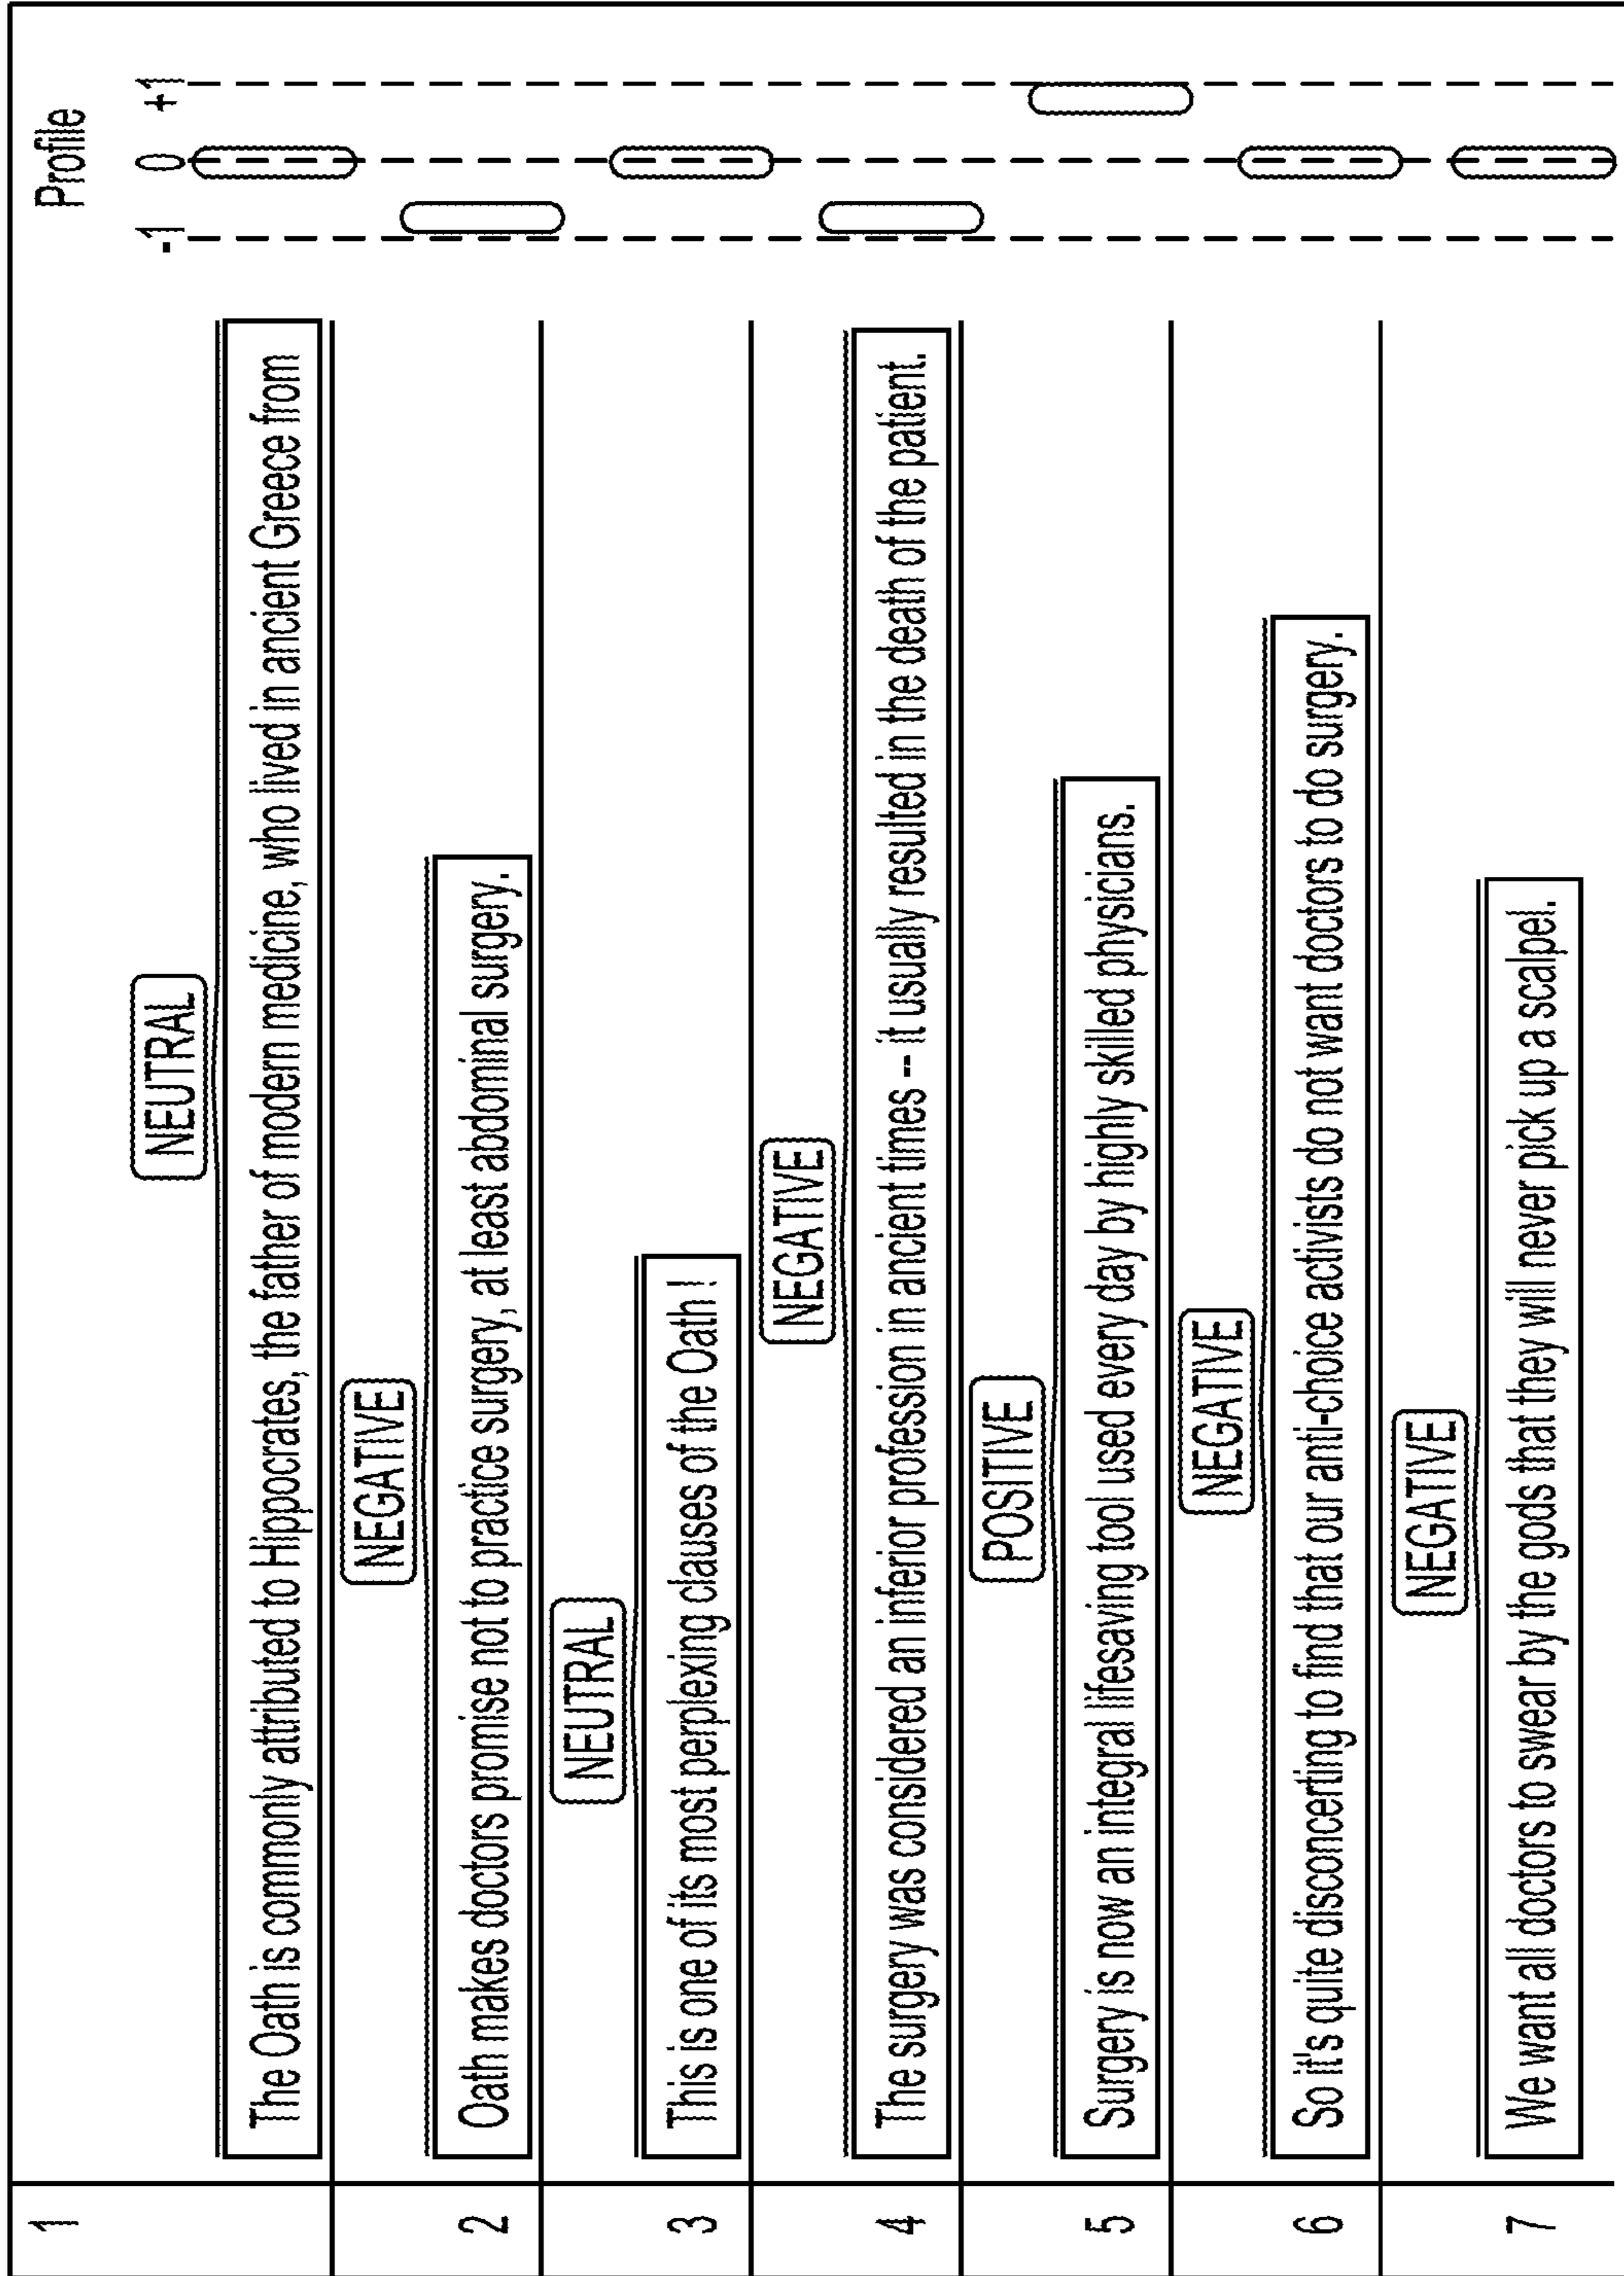 Profile
-1 0 +1
1
NEUTRAL
The Oath is commonly attributed to Hippocrates, the father of modern medicine, who lived in ancient Greece from
NEGATIVE
2 Oath makes doctors promise not to practice surgery, at least abdominal surgery.
NEUTRAL
3 This is one of its most perplexing clauses of the Oath !
NEGATIVE
4 The surgery was considered an inferior profession in ancient times -- it usually resulted in the death of the patient.
POSITIVE
5 Surgery is now an integral lifesaving tool used every day by highly skilled physicians.
NEGATIVE
6 So it's quite disconcerting to find that our anti-choice activists do not want doctors to do surgery.
NEGATIVE
7 We want all doctors to swear by the gods that they will never pick up a scalpel.